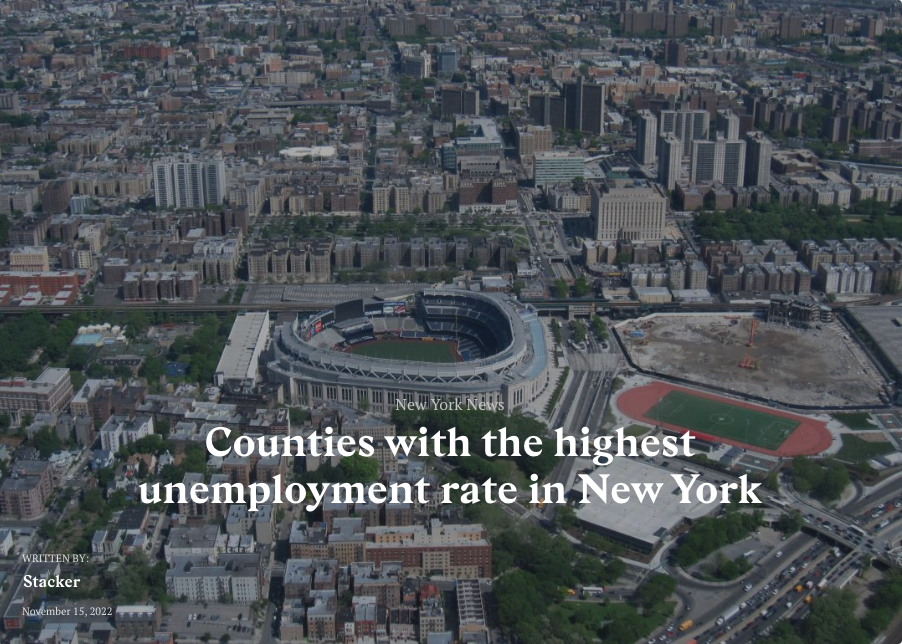 New York News
Counties with the highest
unemployment rate in New York
WRITTEN BY:
Stacker
November 15, 2022